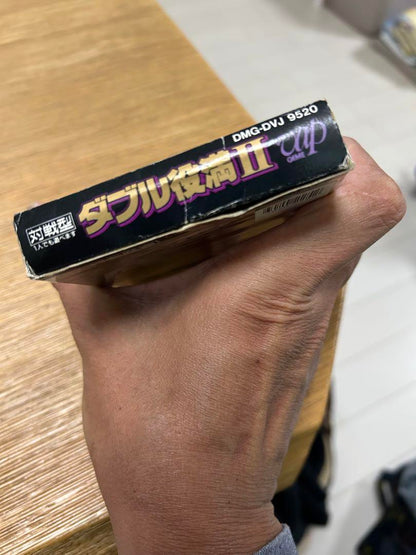 DMG-DVJ 9520
対戦型
1人でも遊べます
ダブル役満II
vap
GAME